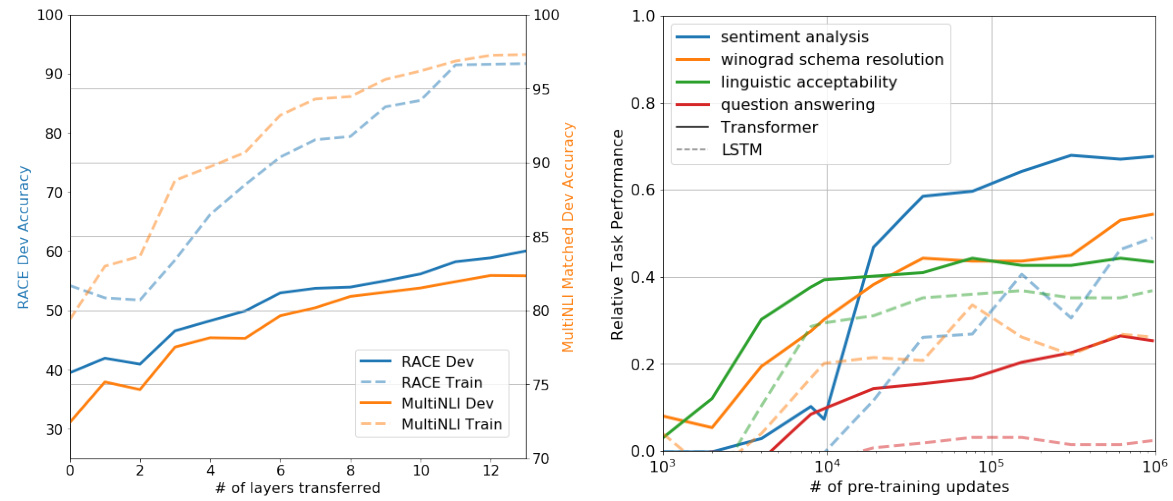 100
90
80
70
60
50
40
30
RACE Dev Accuracy
0
2
4
6
8
10
12
# of layers transferred
100
95
90
85
80
75
70
MultiNLI Matched Dev Accuracy
RACE Dev
RACE Train
MultiNLI Dev
MultiNLI Train
1.0
0.8
0.6
0.4
0.2
0.0
Relative Task Performance
sentiment analysis
winograd schema resolution
linguistic acceptability
question answering
Transformer
LSTM
10³
10⁴
10⁵
10⁶
# of pre-training updates